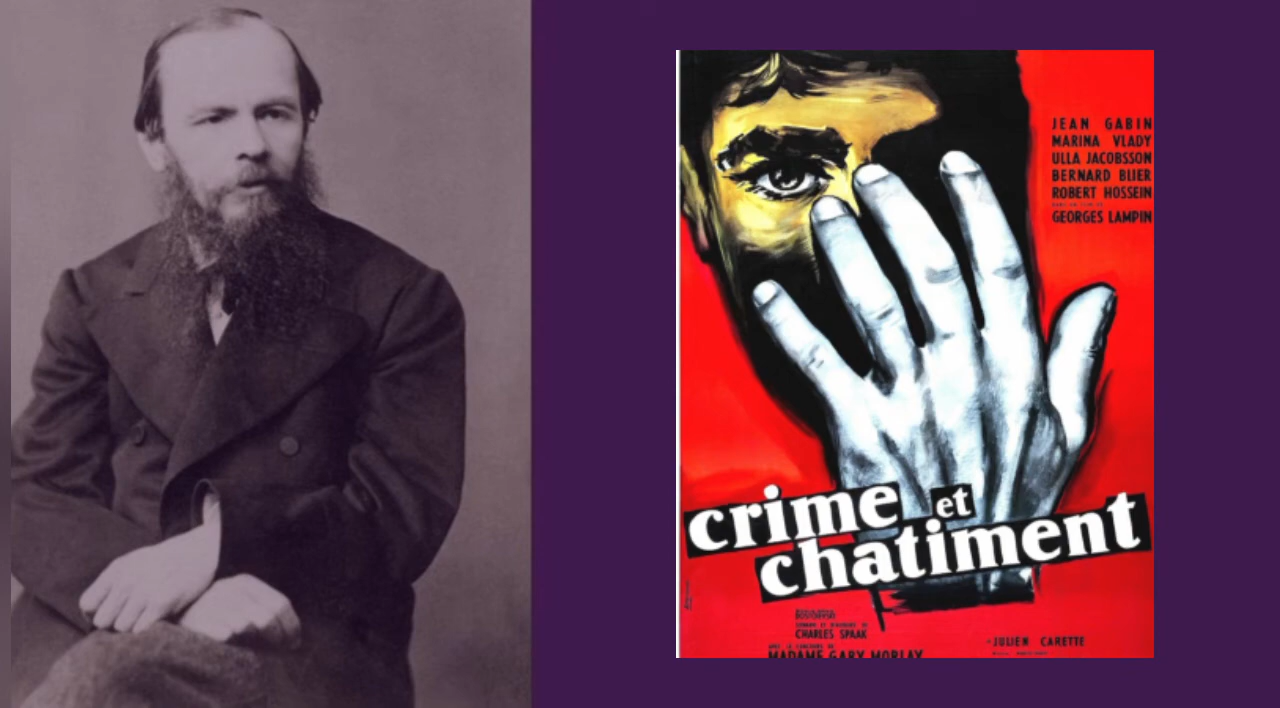 JEAN GABIN
MARINA VLADY
ULLA JACOBSSON
BERNARD BLIER
ROBERT HOSSEIN
GEORGES LAMPIN
crime et
chatiment
CHARLES SPAAK
MADAME GABY MORLAY
JULIEN CARETTE